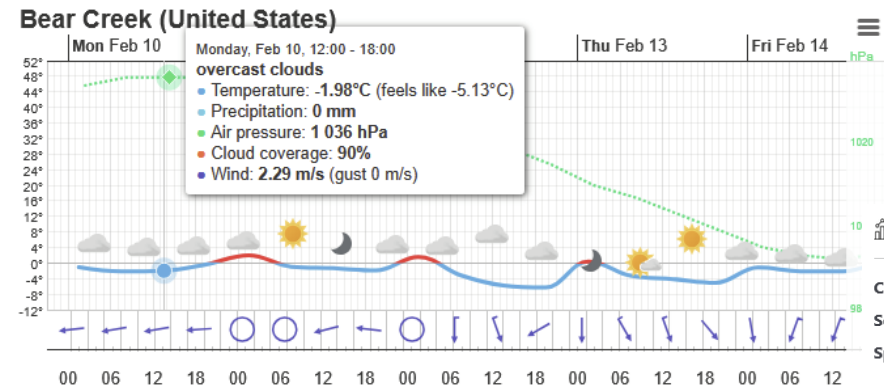 Bear Creek (United States)
Mon Feb 10
Thu Feb 13
Fri Feb 14
Monday, Feb 10, 12:00 - 18:00
overcast clouds
● Temperature: -1.98°C (feels like -5.13°C)
● Precipitation: 0 mm
● Air pressure: 1 036 hPa
● Cloud coverage: 90%
● Wind: 2.29 m/s (gust 0 m/s)
52°
48°
44°
40°
36°
32°
28°
24°
20°
16°
12°
8°
4°
0°
-4°
-8°
-12°
hPa
1020
10
98
00 06 12 18 00 06 12 18 00 06 12 18 00 06 12 18 00 06 12